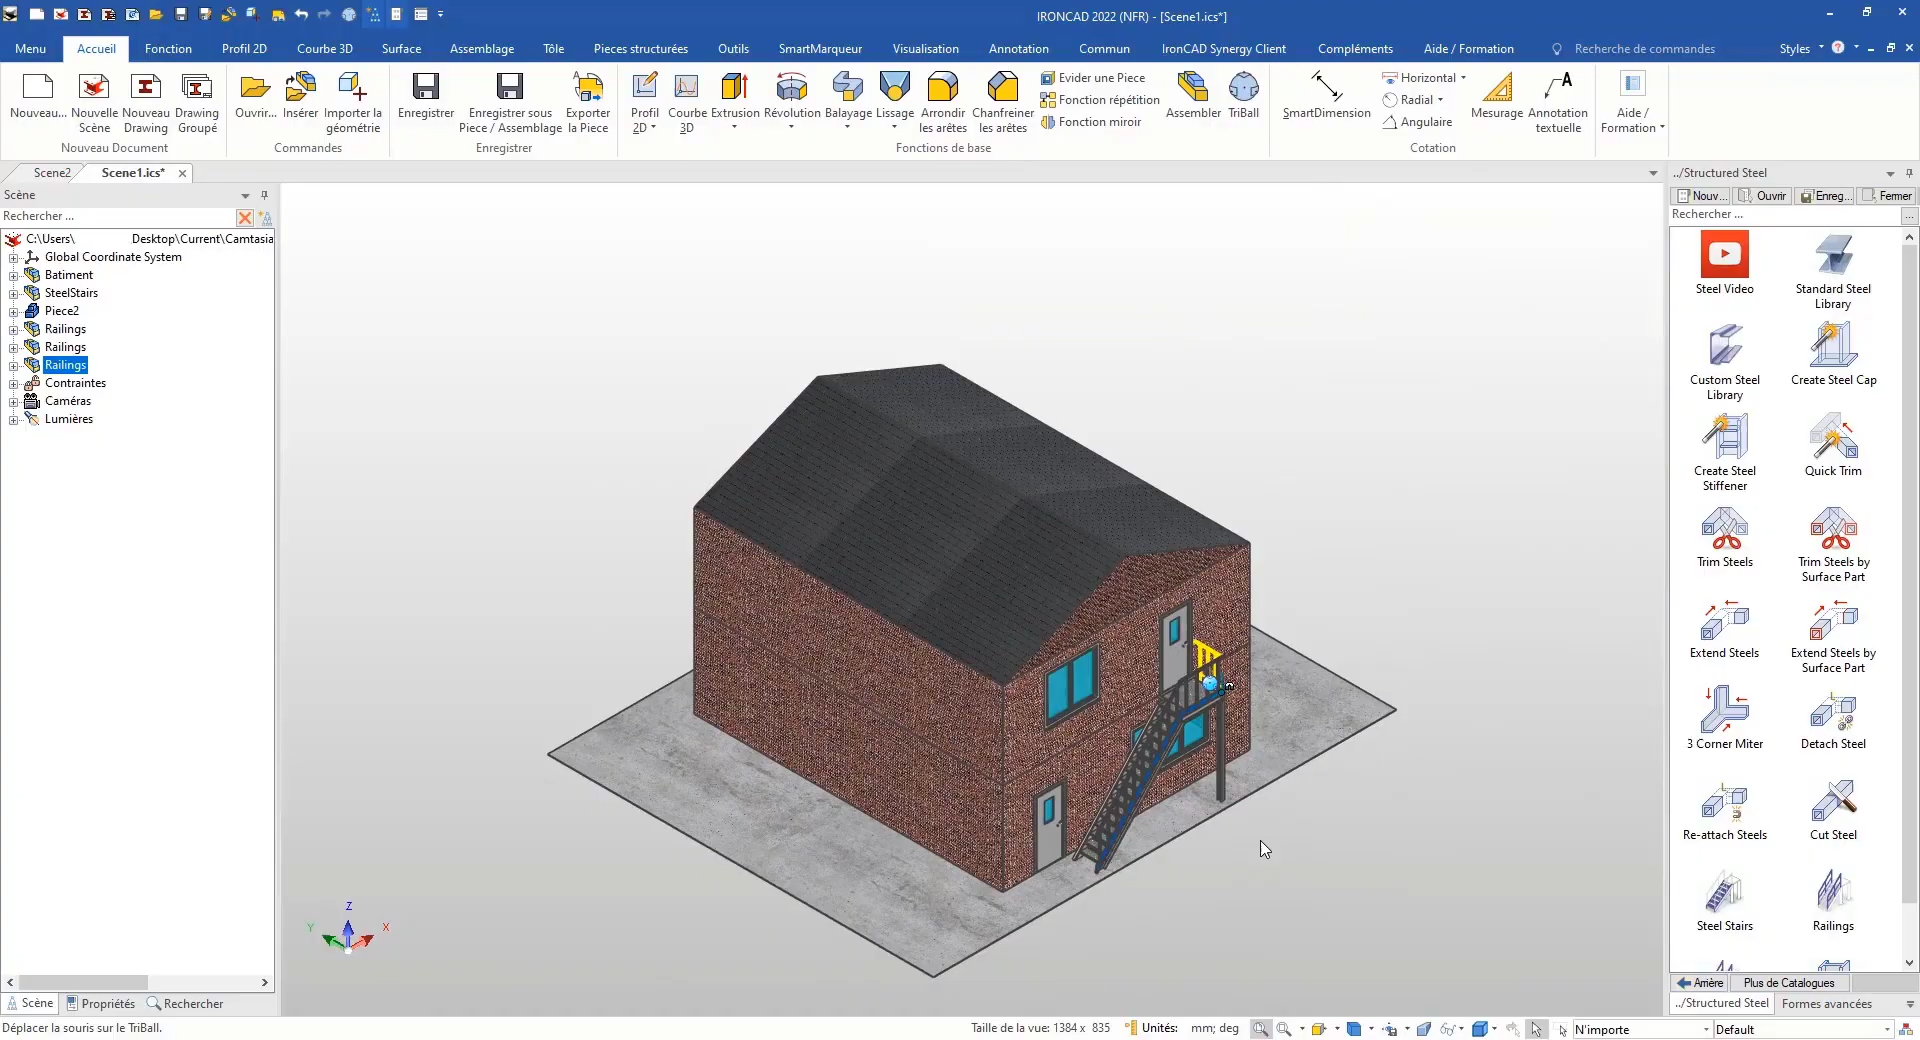 IRONCAD 2022 (NFR) - [Scene1.ics*]
Menu Accueil Fonction Profil 2D Courbe 3D Surface Assemblage Tôle Pieces structurées Outils SmartMarqueur Visualisation Annotation Commun IronCAD Synergy Client Compléments Aide / Formation Recherche de commandes Styles
Nouveau... Nouvelle Scène Nouveau Drawing Drawing Groupé
Nouveau Document
Ouvrir... Insérer Importer la géométrie
Commandes
Enregistrer Enregistrer sous Piece / Assemblage Exporter la Piece
Enregistrer
Profil 2D Courbe 3D Extrusion Révolution Balayage Lissage Arrondir les arêtes Chanfreiner les arêtes
Evider une Piece
Fonction répétition
Fonction miroir
Assembler TriBall
Fonctions de base
SmartDimension
Horizontal
Radial
Angulaire
Mesurage Annotation textuelle
Cotation
Aide / Formation
Scene2 Scene1.ics*
Scène
Rechercher ...
C:\Users\ Desktop\Current\Camtasia
Global Coordinate System
Batiment
SteelStairs
Piece2
Railings
Railings
Railings
Contraintes
Caméras
Lumières
Scène Propriétés Rechercher
Z
Y X
../Structured Steel
Nouv... Ouvrir Enreg... Fermer
Rechercher ...
Steel Video Standard Steel Library
Custom Steel Library Create Steel Cap
Create Steel Stiffener Quick Trim
Trim Steels Trim Steels by Surface Part
Extend Steels Extend Steels by Surface Part
3 Corner Miter Detach Steel
Re-attach Steels Cut Steel
Steel Stairs Railings
Arrière Plus de Catalogues
../Structured Steel Formes avancées
Déplacer la souris sur le TriBall. Taille de la vue: 1384 x 835 Unités: mm; deg N'importe Default